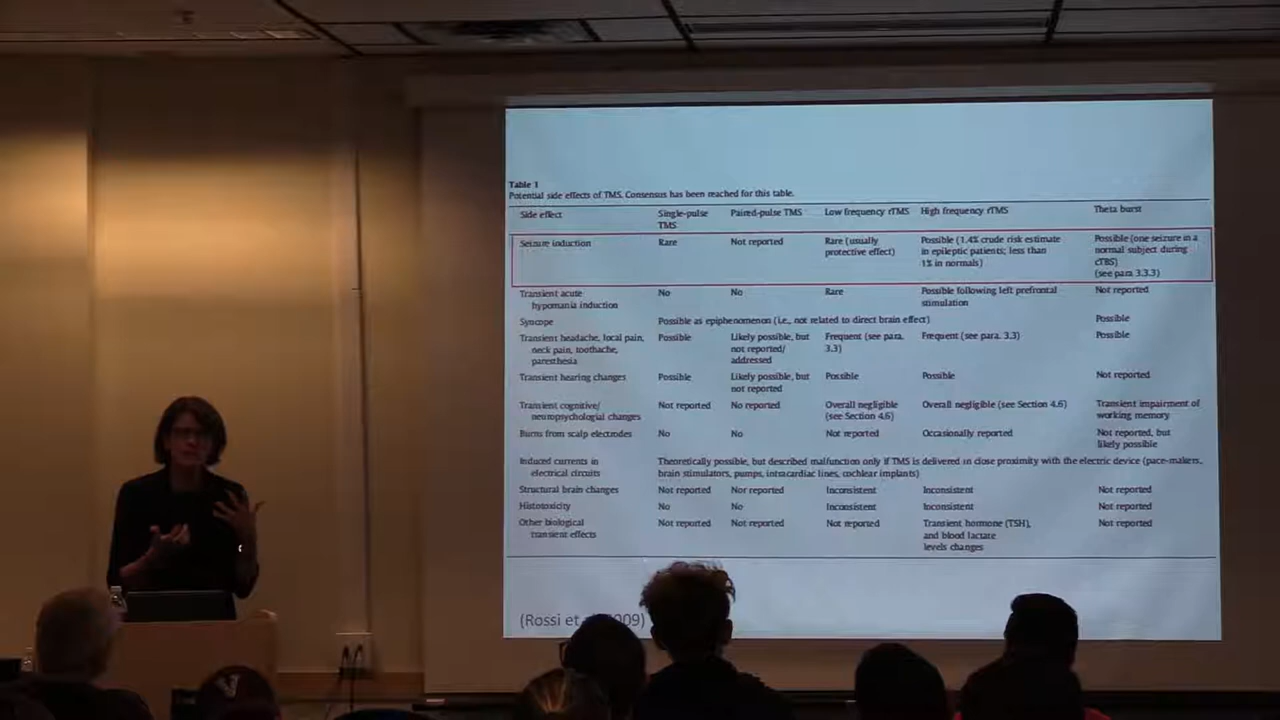 Table 1
Potential side effects of TMS. Consensus has been reached for this table.
Side effect Single-pulse TMS Paired-pulse TMS Low frequency rTMS High frequency rTMS Theta burst
Seizure induction Rare Not reported Rare (usually protective effect) Possible (1.4% crude risk estimate in epileptic patients; less than 1% in normals) Possible (one seizure in a normal subject during cTBS) (see para 3.3.3)
Transient acute hypomania induction No No Rare Possible following left prefrontal stimulation Not reported
Syncope Possible as epiphenomenon (i.e., not related to direct brain effect) Possible
Transient headache, local pain, neck pain, toothache, paresthesia Possible Likely possible, but not reported/addressed Frequent (see para. 3.3) Frequent (see para. 3.3) Possible
Transient hearing changes Possible Likely possible, but not reported Possible Possible Not reported
Transient cognitive/neuropsychological changes Not reported No reported Overall negligible (see Section 4.6) Overall negligible (see Section 4.6) Transient impairment of working memory
Burns from scalp electrodes No No Not reported Occasionally reported Not reported, but likely possible
Induced currents in electrical circuits Theoretically possible, but described malfunction only if TMS is delivered in close proximity with the electric device (pace-makers, brain stimulators, pumps, intracardiac lines, cochlear implants)
Structural brain changes Not reported Nor reported Inconsistent Inconsistent Not reported
Histotoxicity No No Inconsistent Inconsistent Not reported
Other biological transient effects Not reported Not reported Not reported Transient hormone (TSH), and blood lactate levels changes Not reported
(Rossi et